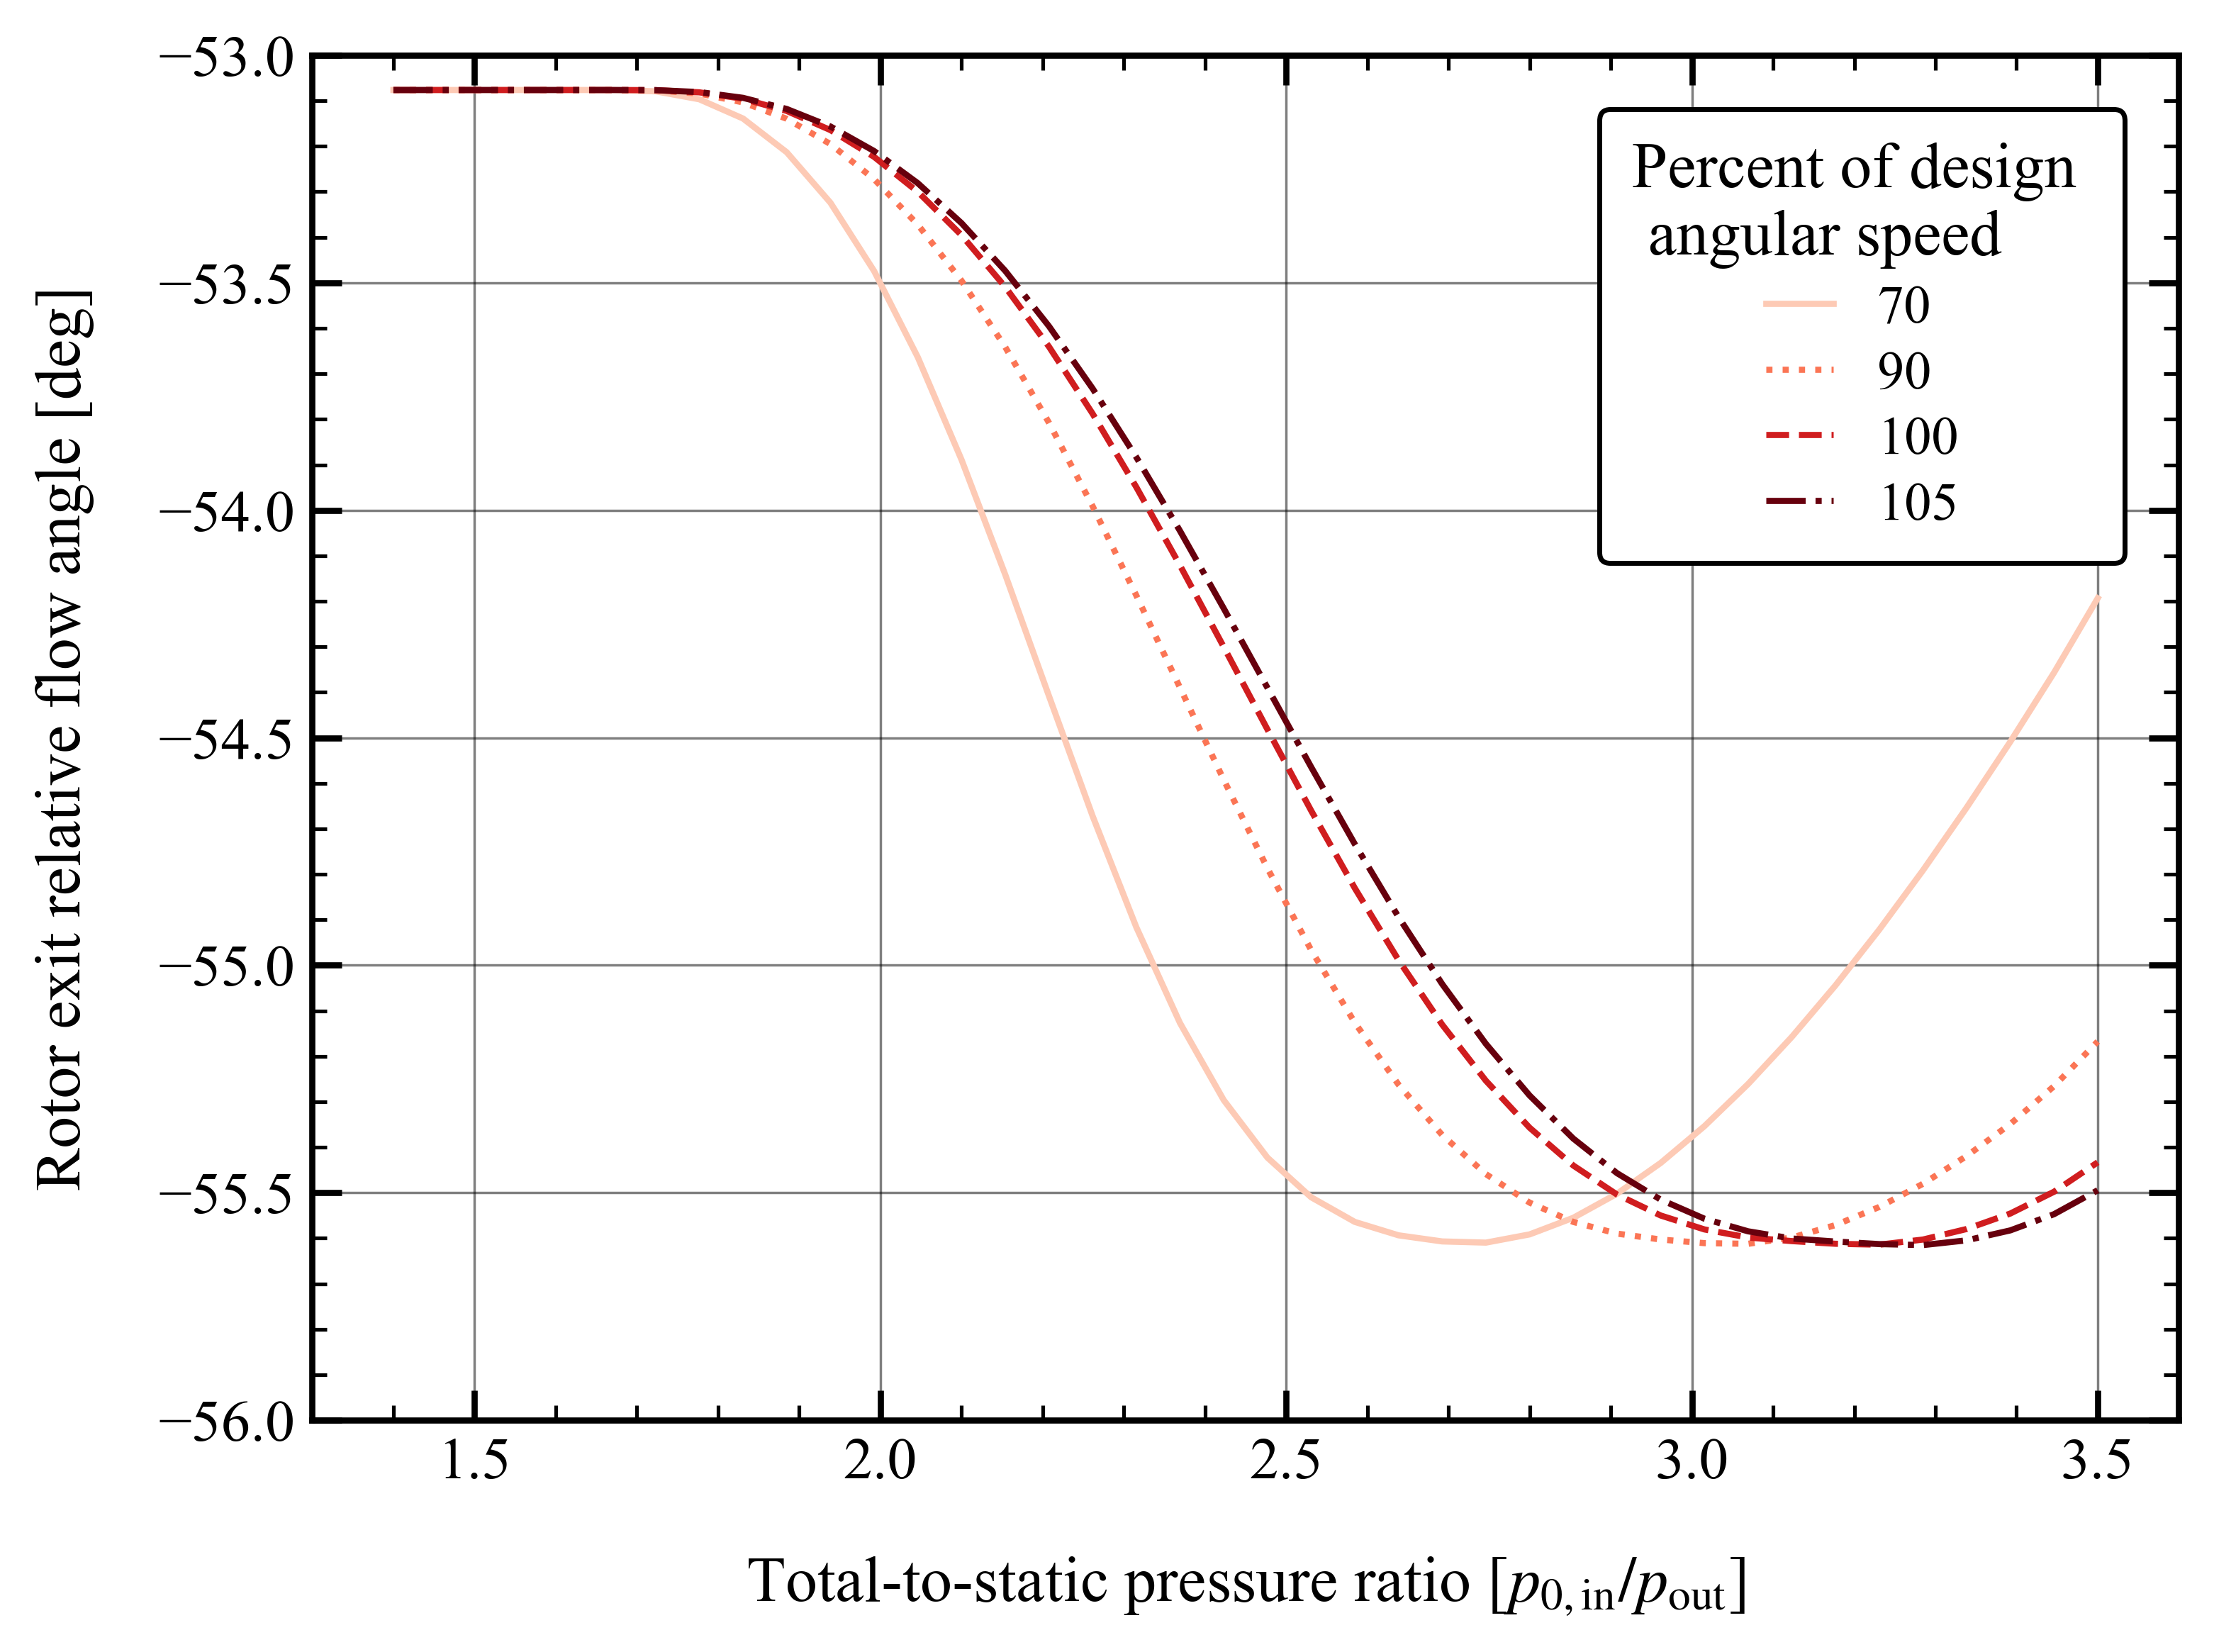 −53.0
−53.5
−54.0
−54.5
−55.0
−55.5
−56.0
Rotor exit relative flow angle [deg]
Percent of design
angular speed
70
90
100
105
1.5 2.0 2.5 3.0 3.5
Total-to-static pressure ratio [p0, in/pout]